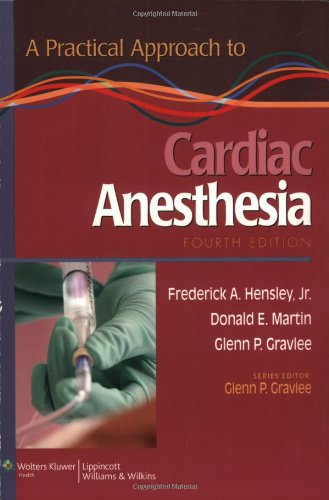 A Practical Approach to
Cardiac
Anesthesia
FOURTH EDITION
Frederick A. Hensley, Jr.
Donald E. Martin
Glenn P. Gravlee
SERIES EDITOR
Glenn P. Gravlee
Wolters Kluwer | Lippincott
Health | Williams & Wilkins